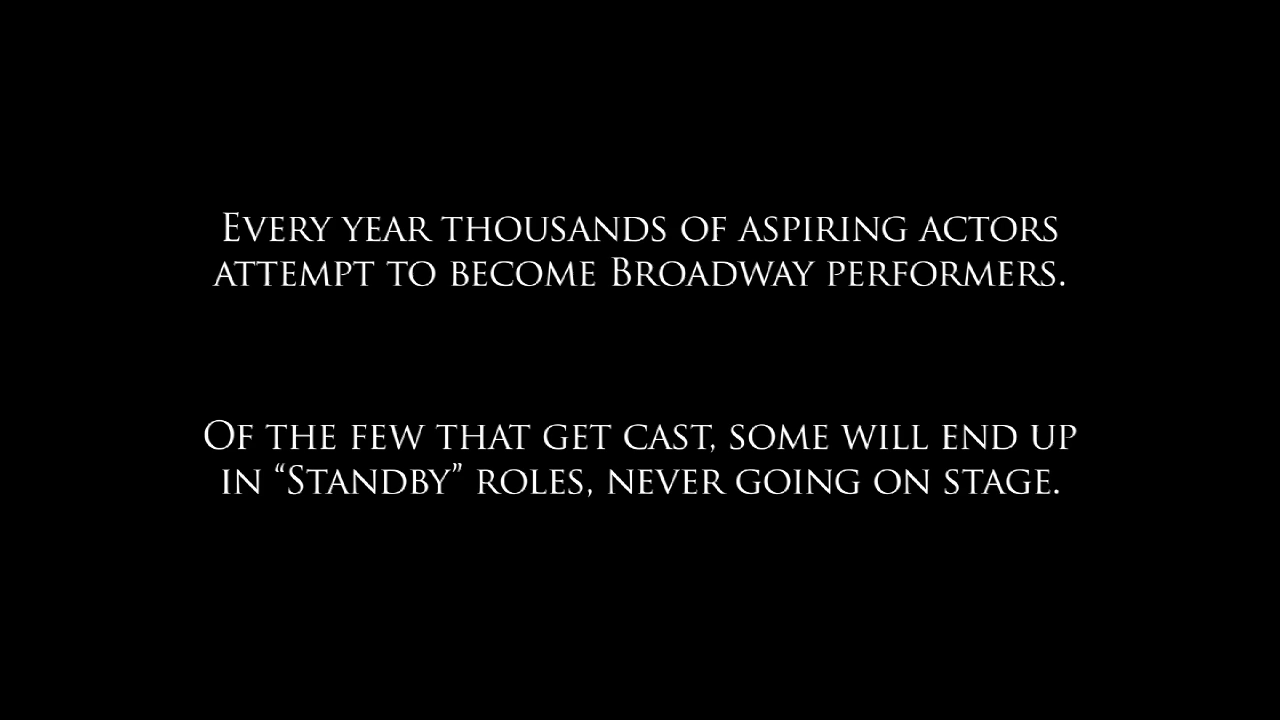 Every year thousands of aspiring actors
attempt to become Broadway performers.
Of the few that get cast, some will end up
in “Standby” roles, never going on stage.